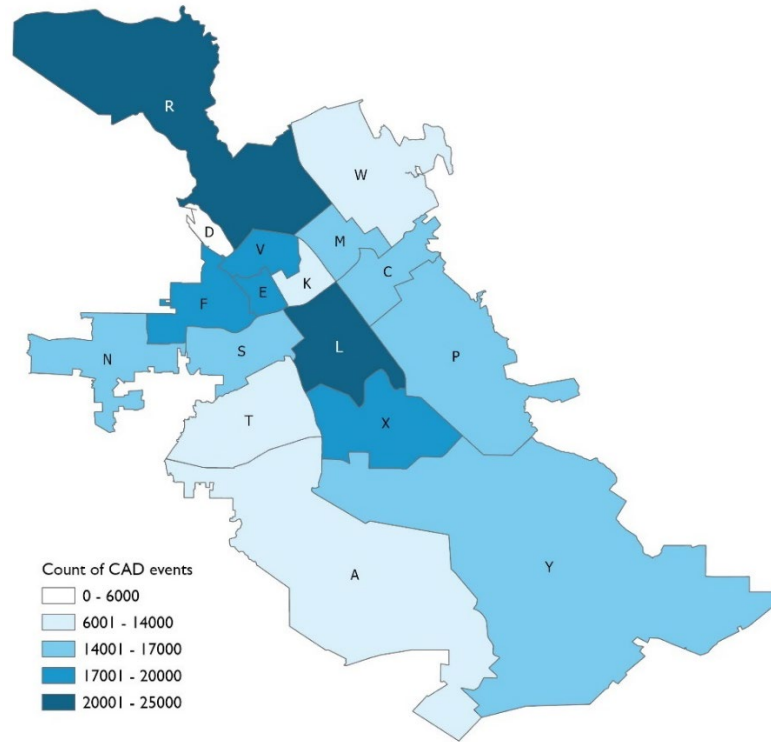 R
W
D
M
V
C
K
E
F
L
N
S
P
T
X
A
Y
Count of CAD events
0 - 6000
6001 - 14000
14001 - 17000
17001 - 20000
20001 - 25000